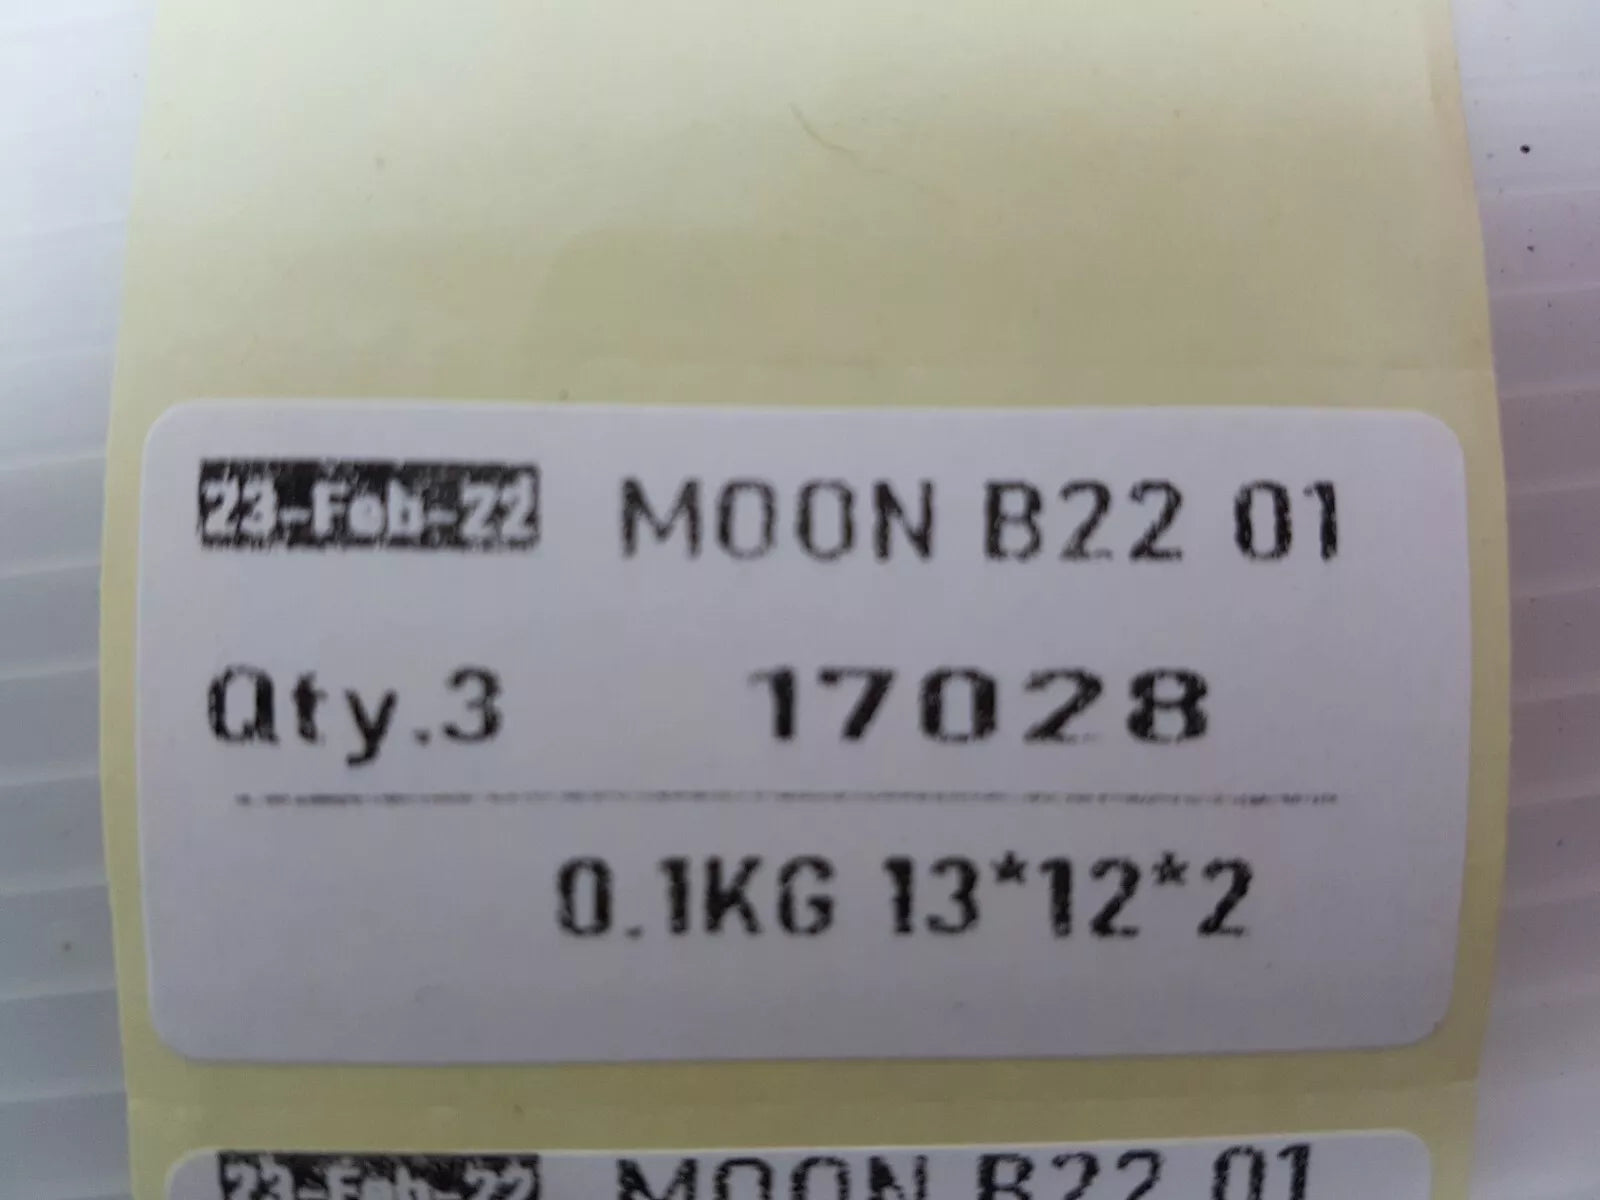 23-Feb-22 MOON B22 01
Qty.3 17028
0.1KG 13*12*2
23-Feb-22 MOON B22 01